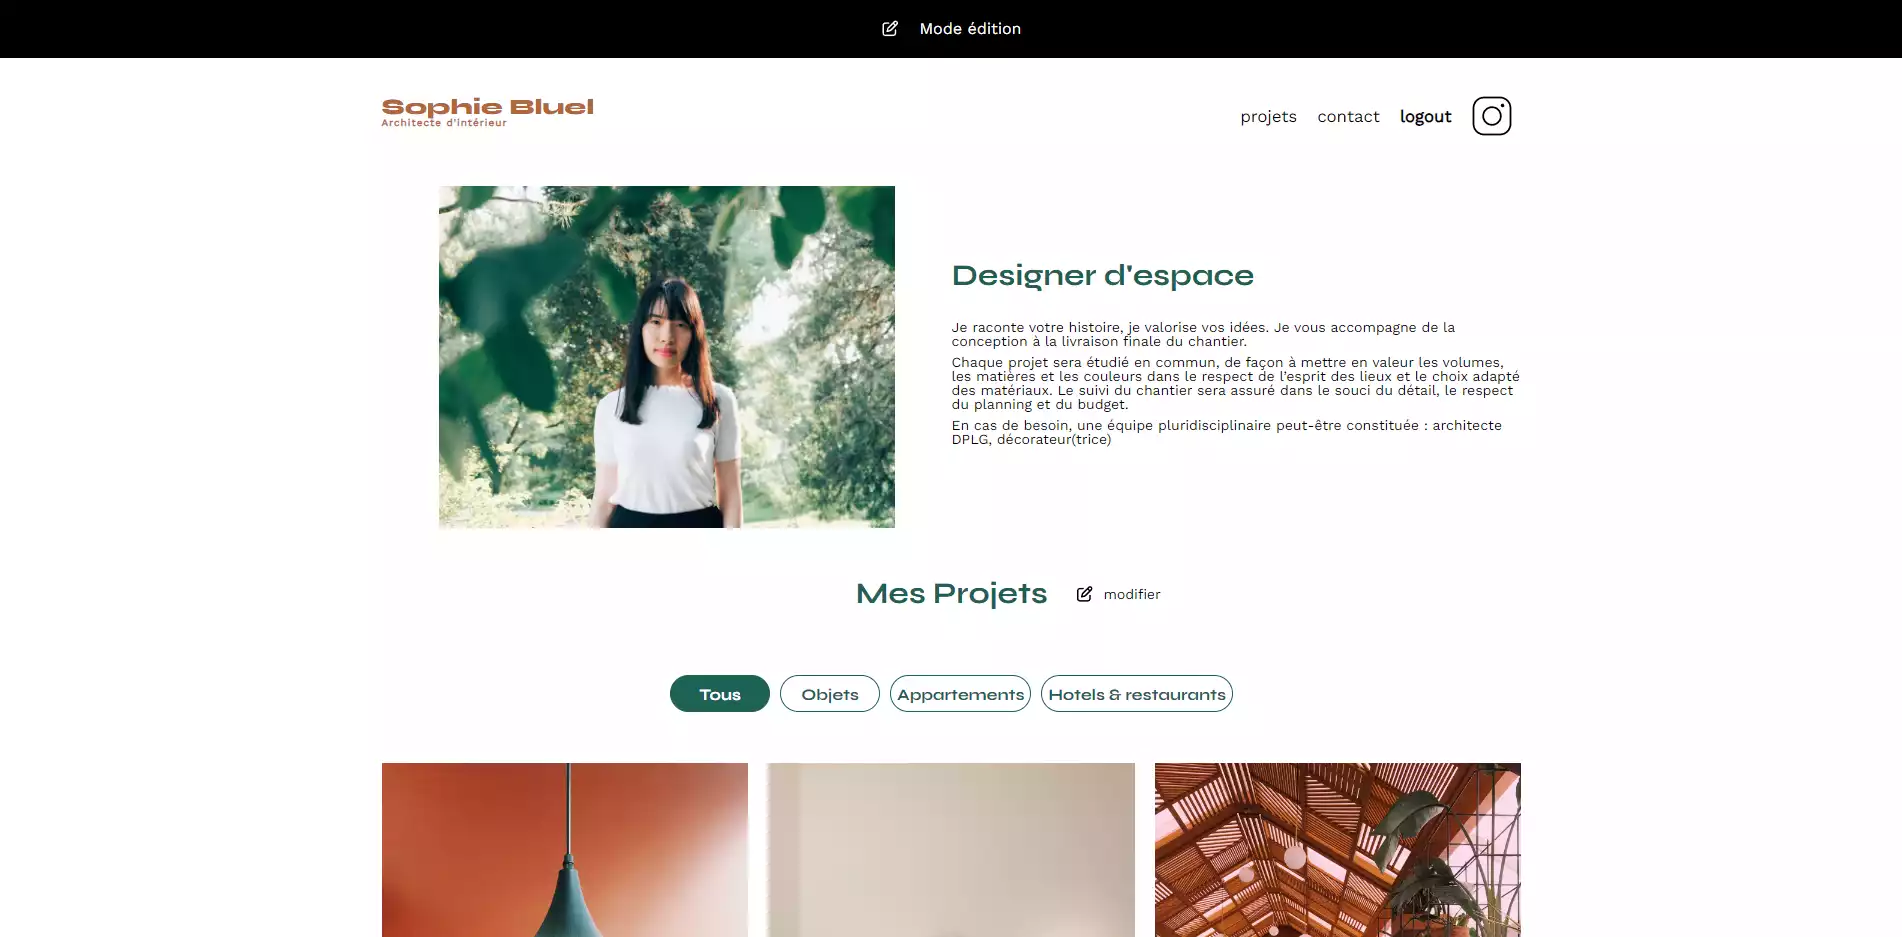 Mode édition
Sophie Bluel
Architecte d'intérieur
projets contact logout
Designer d'espace
Je raconte votre histoire, je valorise vos idées. Je vous accompagne de la
conception à la livraison finale du chantier.
Chaque projet sera étudié en commun, de façon à mettre en valeur les volumes,
les matières et les couleurs dans le respect de l’esprit des lieux et le choix adapté
des matériaux. Le suivi du chantier sera assuré dans le souci du détail, le respect
du planning et du budget.
En cas de besoin, une équipe pluridisciplinaire peut-être constituée : architecte
DPLG, décorateur(trice)
Mes Projets modifier
Tous Objets Appartements Hotels & restaurants